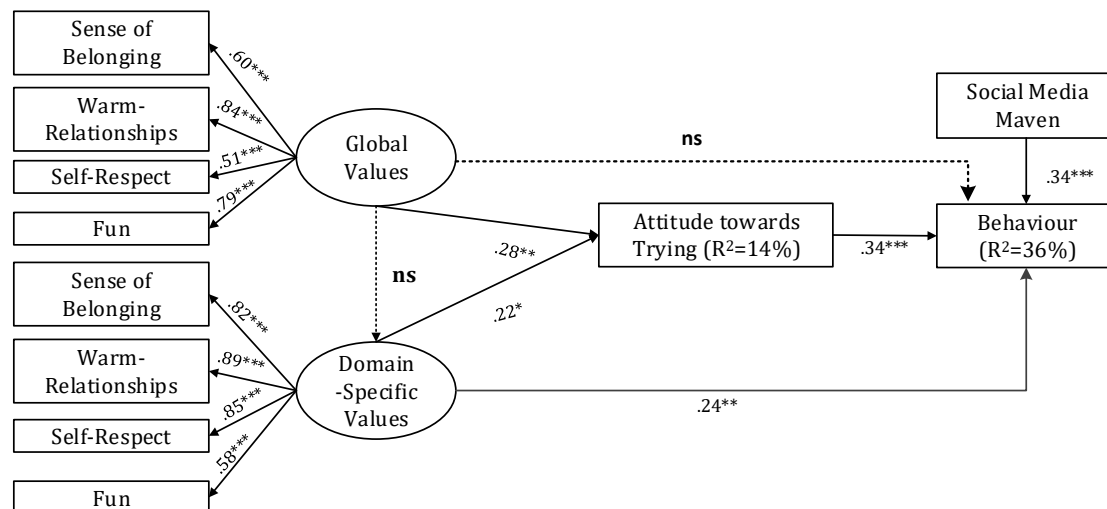 Sense of
Belonging
.60***
Warm-
Relationships
.84***
Self-Respect
.51***
Fun
.79***
Global
Values
ns
Social Media
Maven
.34***
Attitude towards
Trying (R²=14%)
.34***
Behaviour
(R²=36%)
.28**
ns
.22*
Sense of
Belonging
.82***
Warm-
Relationships
.89***
Self-Respect
.85***
Fun
.58***
Domain
-Specific
Values
.24**